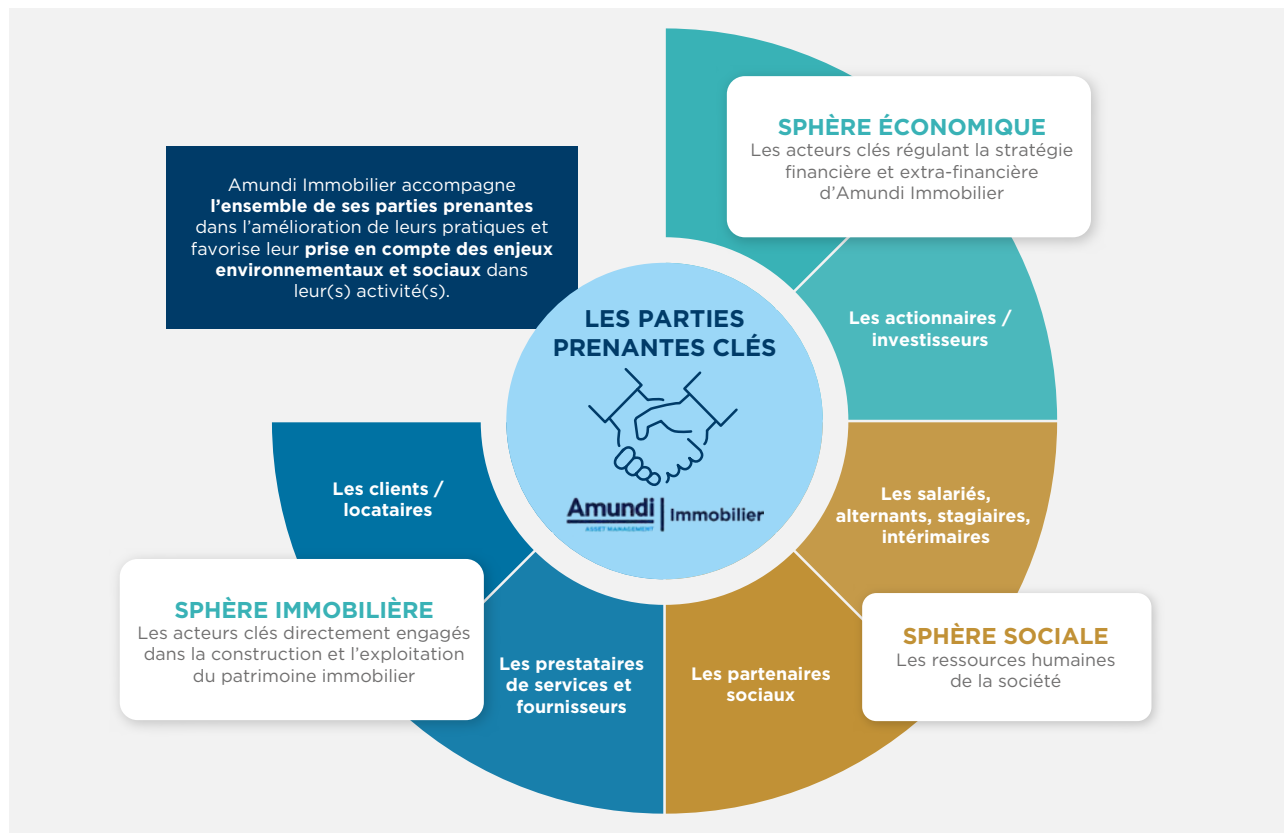 Amundi Immobilier accompagne
l'ensemble de ses parties prenantes
dans l'amélioration de leurs pratiques et
favorise leur prise en compte des enjeux
environnementaux et sociaux dans
leur(s) activité(s).
SPHÈRE ÉCONOMIQUE
Les acteurs clés régulant la stratégie
financière et extra-financière
d'Amundi Immobilier
Les actionnaires /
investisseurs
LES PARTIES
PRENANTES CLÉS
Amundi
ASSET MANAGEMENT
Immobilier
Les salariés,
alternants, stagiaires,
intérimaires
SPHÈRE SOCIALE
Les ressources humaines
de la société
Les partenaires
sociaux
Les prestataires
de services et
fournisseurs
Les clients /
locataires
SPHÈRE IMMOBILIÈRE
Les acteurs clés directement engagés
dans la construction et l'exploitation
du patrimoine immobilier